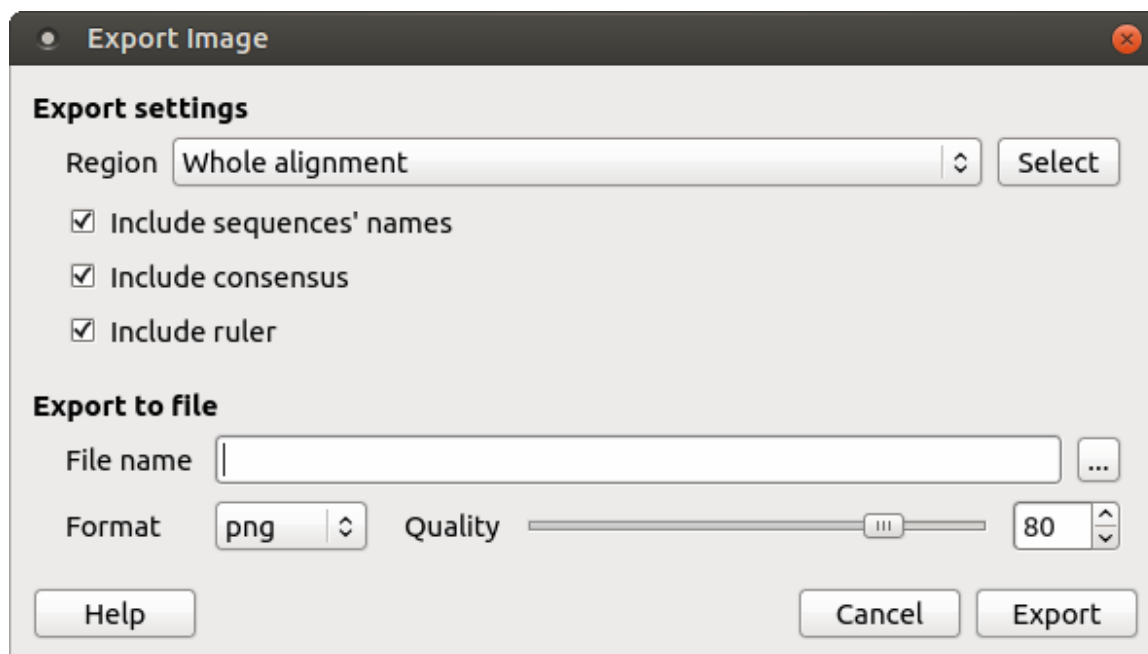 Export Image
Export settings
Region Whole alignment Select
Include sequences' names
Include consensus
Include ruler
Export to file
File name ...
Format png Quality 80
Help Cancel Export